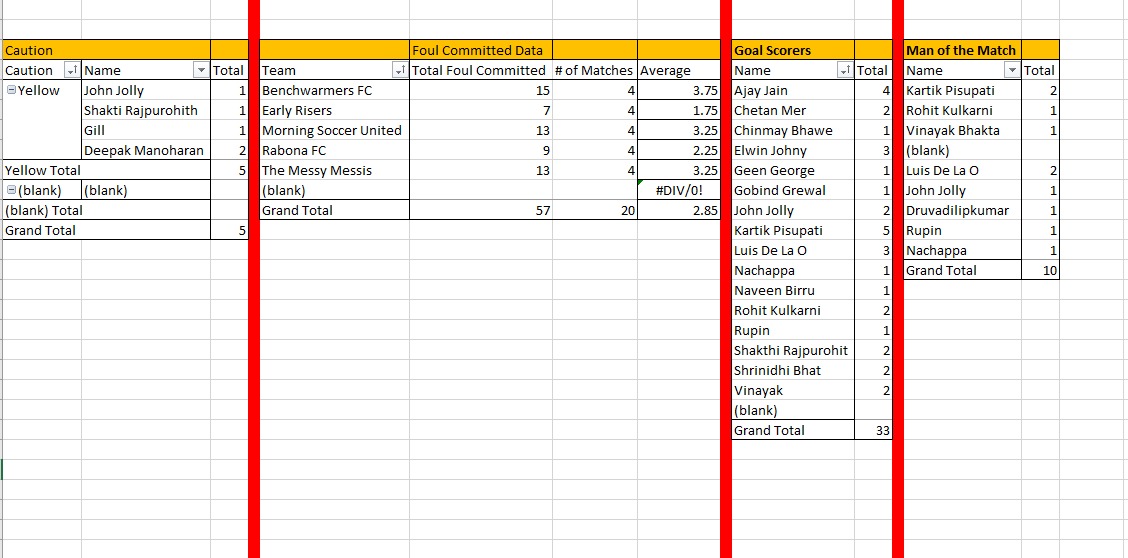 Caution
Caution Name Total
Yellow John Jolly 1
Shakti Rajpurohith 1
Gill 1
Deepak Manoharan 2
Yellow Total 5
(blank) (blank)
(blank) Total
Grand Total 5
Foul Committed Data
Team Total Foul Committed # of Matches Average
Benchwarmers FC 15 4 3.75
Early Risers 7 4 1.75
Morning Soccer United 13 4 3.25
Rabona FC 9 4 2.25
The Messy Messis 13 4 3.25
(blank) #DIV/0!
Grand Total 57 20 2.85
Goal Scorers
Name Total
Ajay Jain 4
Chetan Mer 2
Chinmay Bhawe 1
Elwin Johny 3
Geen George 1
Gobind Grewal 1
John Jolly 2
Kartik Pisupati 5
Luis De La O 3
Nachappa 1
Naveen Birru 1
Rohit Kulkarni 2
Rupin 1
Shakthi Rajpurohit 2
Shrinidhi Bhat 2
Vinayak 2
(blank)
Grand Total 33
Man of the Match
Name Total
Kartik Pisupati 2
Rohit Kulkarni 1
Vinayak Bhakta 1
(blank)
Luis De La O 2
John Jolly 1
Druvadilipkumar 1
Rupin 1
Nachappa 1
Grand Total 10